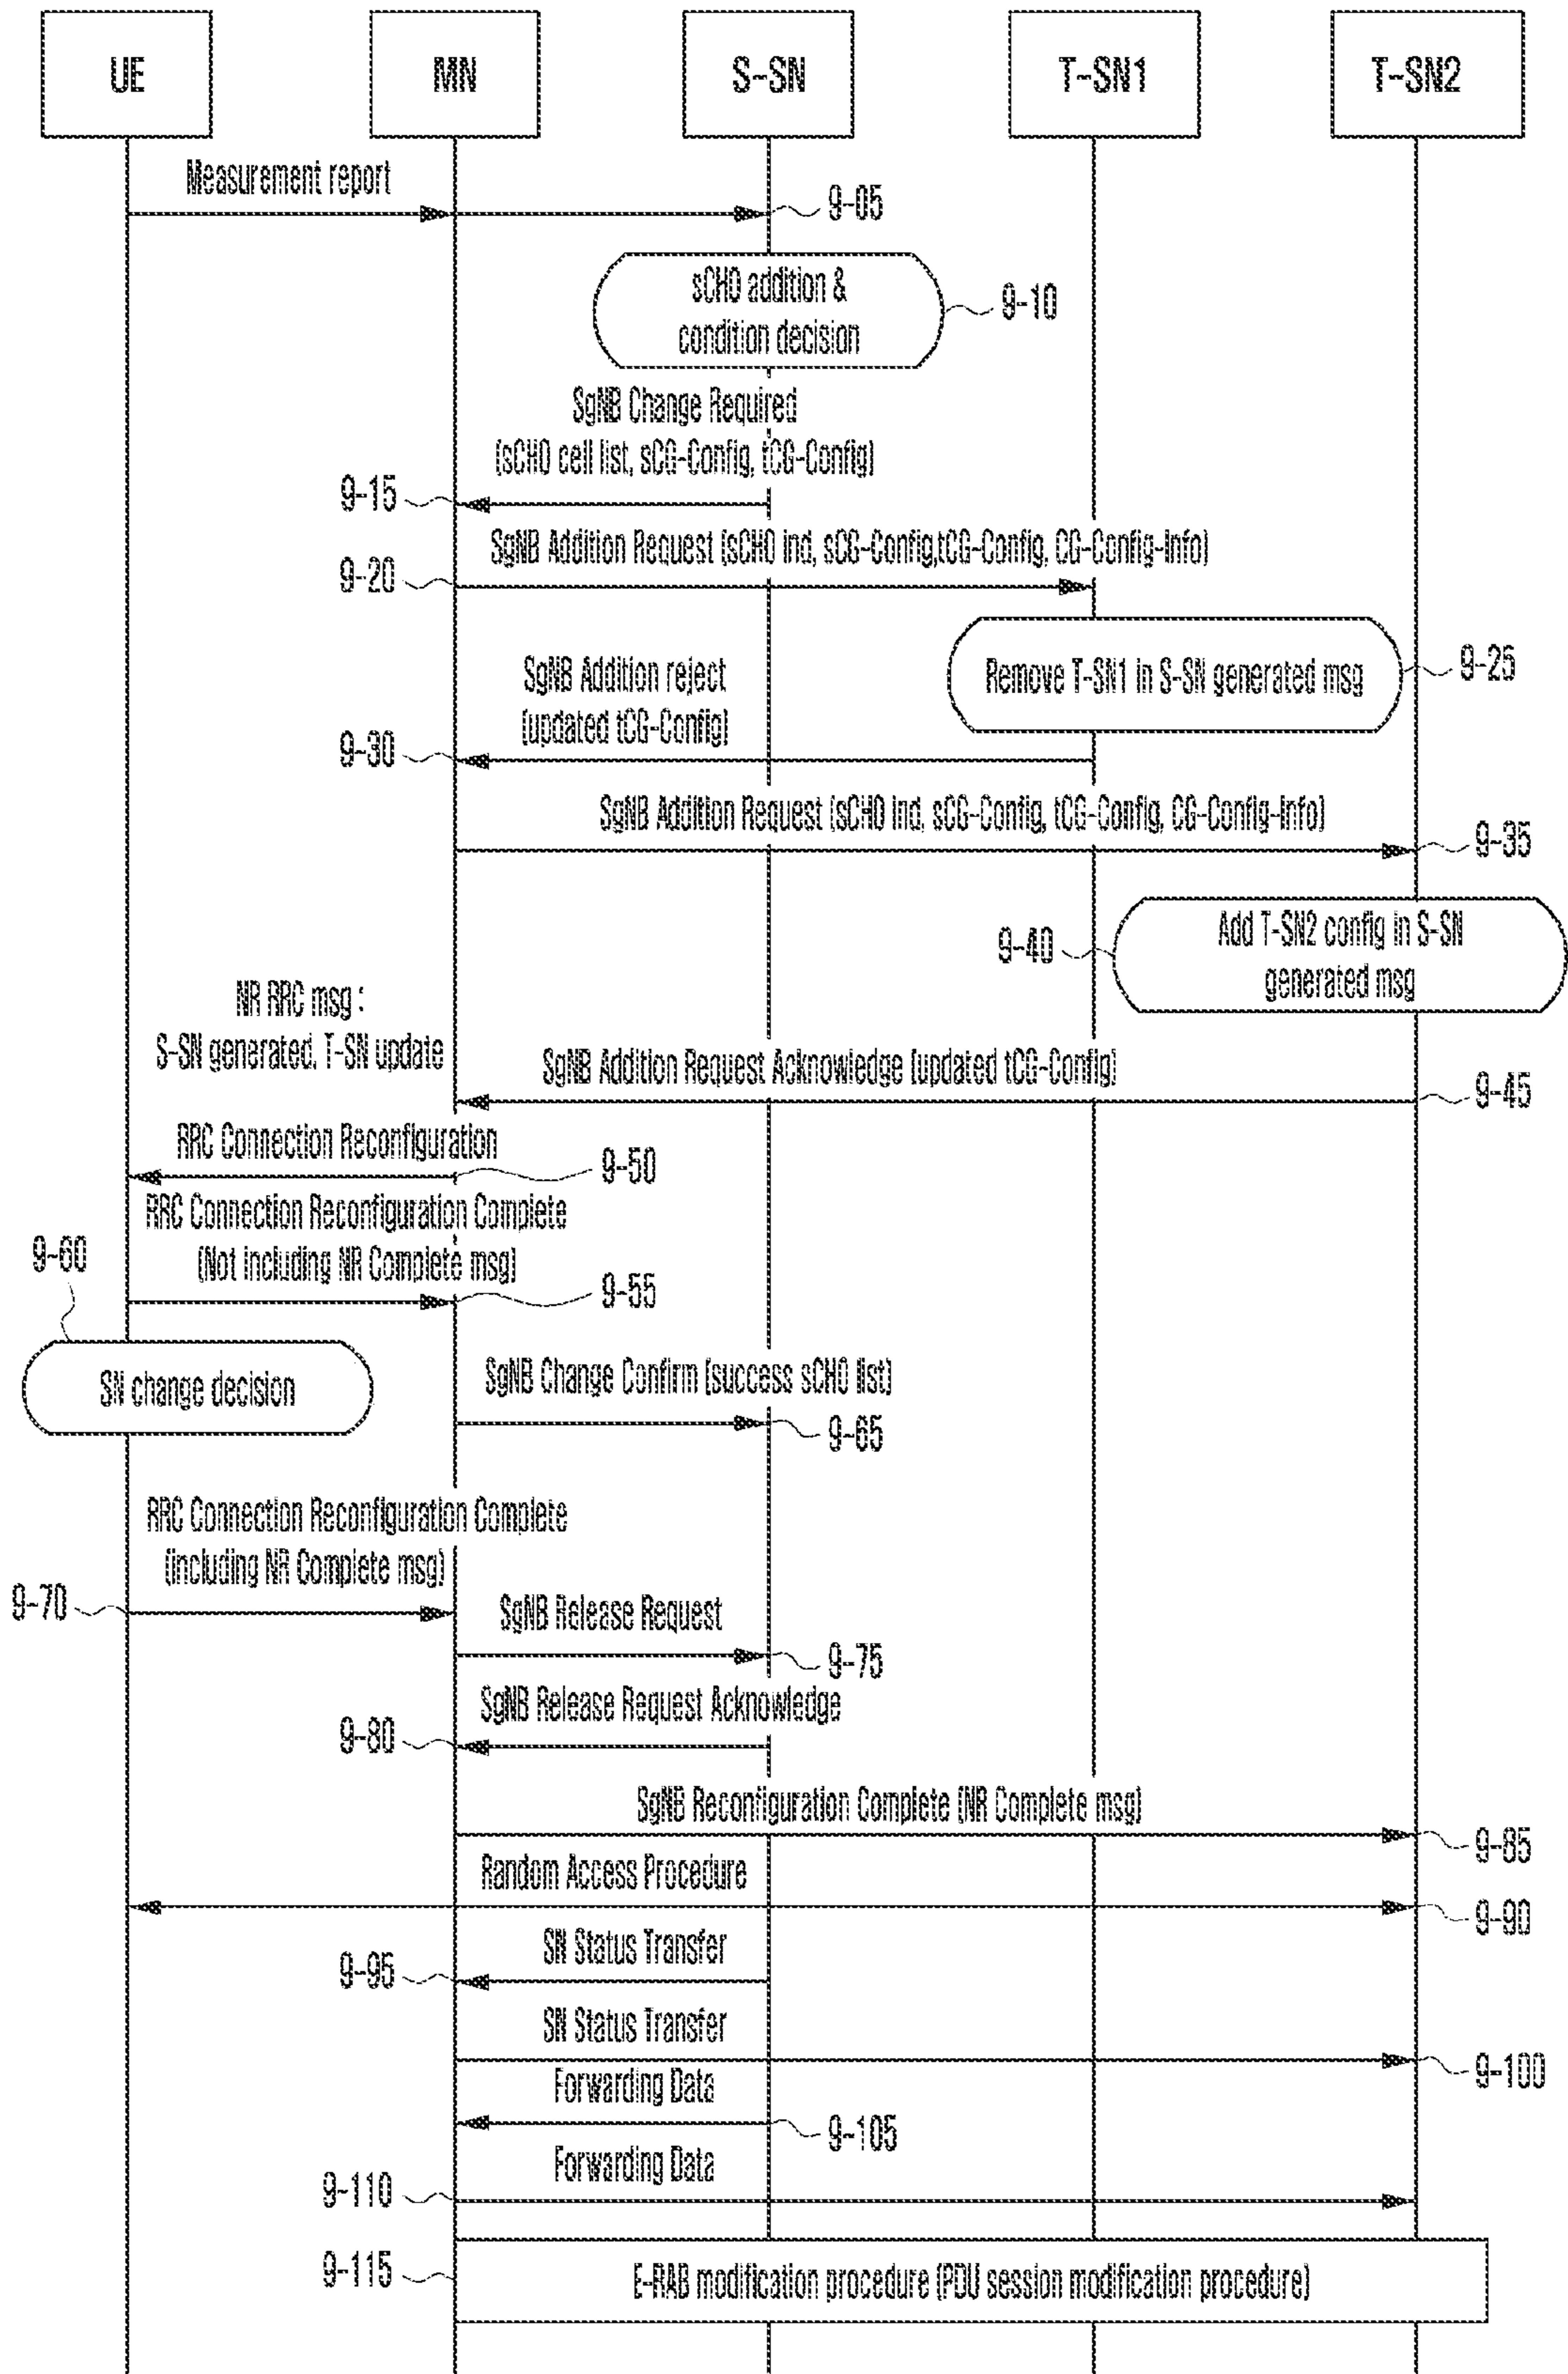 UE
MN
S-SN
T-SN1
T-SN2
Measurement report
9-05
sCHO addition &
condition decision
9-10
SgNB Change Required
(sCHO cell list, sCG-Config, tCG-Config)
9-15
SgNB Addition Request (sCHO ind, sCG-Config,tCG-Config, CG-Config-Info)
9-20
Remove T-SN1 in S-SN generated msg
9-25
SgNB Addition reject
(updated tCG-Config)
9-30
SgNB Addition Request (sCHO ind, sCG-Config, tCG-Config, CG-Config-Info)
9-35
Add T-SN2 config in S-SN
generated msg
9-40
NR RRC msg :
S-SN generated, T-SN update
SgNB Addition Request Acknowledge (updated tCG-Config)
9-45
RRC Connection Reconfiguration
9-50
RRC Connection Reconfiguration Complete
(Not including NR Complete msg)
9-55
9-60
SN change decision
SgNB Change Confirm (success sCHO list)
9-65
RRC Connection Reconfiguration Complete
(including NR Complete msg)
9-70
SgNB Release Request
9-75
SgNB Release Request Acknowledge
9-80
SgNB Reconfiguration Complete (NR Complete msg)
9-85
Random Access Procedure
9-90
SN Status Transfer
9-95
SN Status Transfer
9-100
Forwarding Data
9-105
Forwarding Data
9-110
9-115
E-RAB modification procedure (PDU session modification procedure)